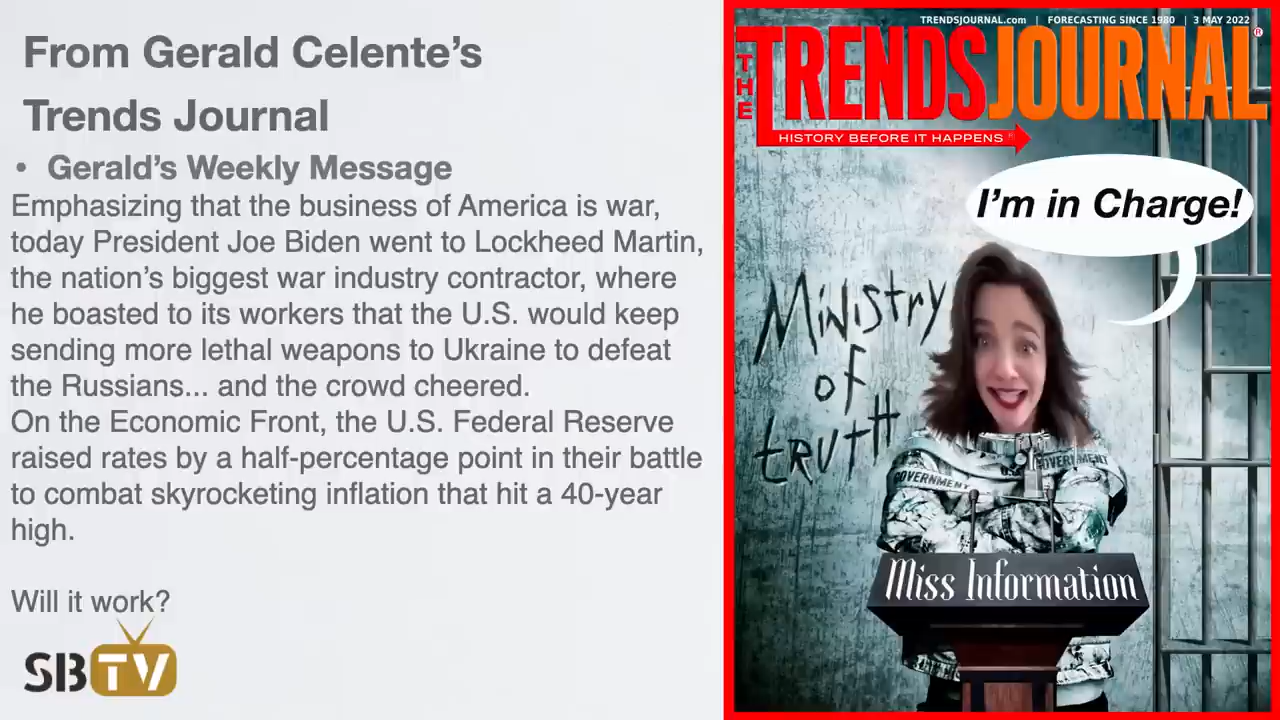 From Gerald Celente’s
Trends Journal
• Gerald’s Weekly Message
Emphasizing that the business of America is war,
today President Joe Biden went to Lockheed Martin,
the nation’s biggest war industry contractor, where
he boasted to its workers that the U.S. would keep
sending more lethal weapons to Ukraine to defeat
the Russians... and the crowd cheered.
On the Economic Front, the U.S. Federal Reserve
raised rates by a half-percentage point in their battle
to combat skyrocketing inflation that hit a 40-year
high.
Will it work?
SBTV
TRENDSJOURNAL.com | FORECASTING SINCE 1980 | 3 MAY 2022
THE TRENDSJOURNAL®
HISTORY BEFORE IT HAPPENS®
I’m in Charge!
Ministry
of
truth
GOVERNMENT
GOVERNMENT
Miss Information